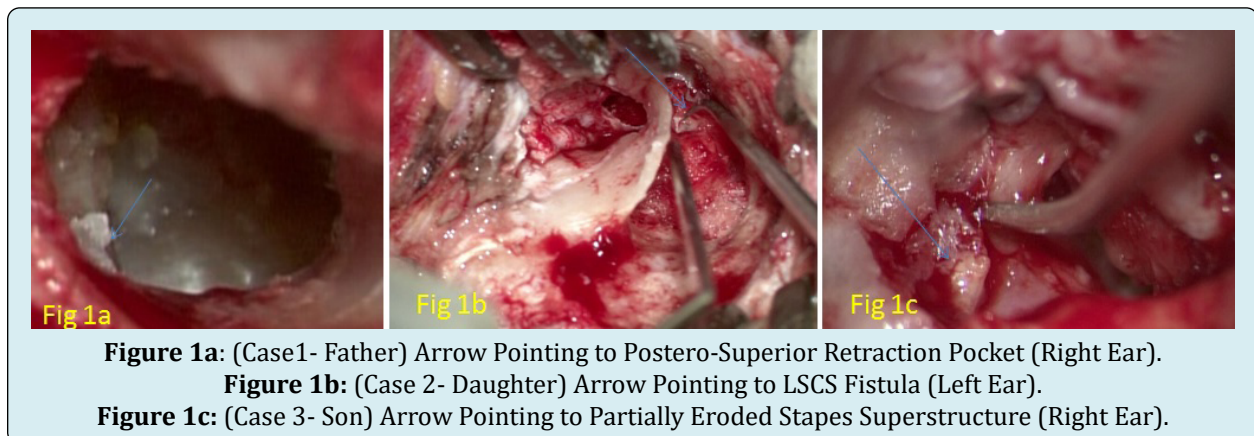 Fig 1a
Fig 1b
Fig 1c
Figure 1a: (Case1- Father) Arrow Pointing to Postero-Superior Retraction Pocket (Right Ear).
Figure 1b: (Case 2- Daughter) Arrow Pointing to LSCS Fistula (Left Ear).
Figure 1c: (Case 3- Son) Arrow Pointing to Partially Eroded Stapes Superstructure (Right Ear).